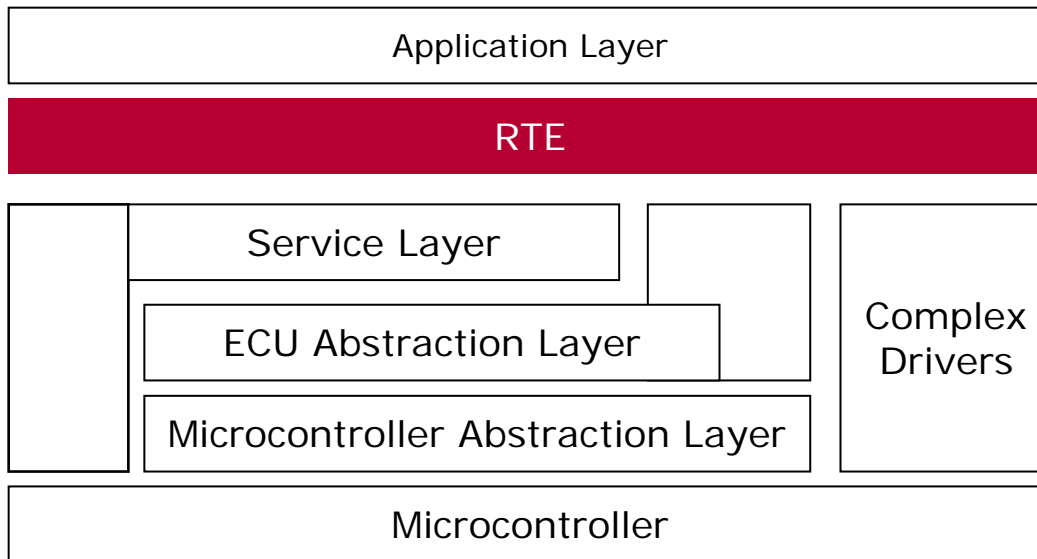 Application Layer
RTE
Service Layer
ECU Abstraction Layer
Complex
Drivers
Microcontroller Abstraction Layer
Microcontroller